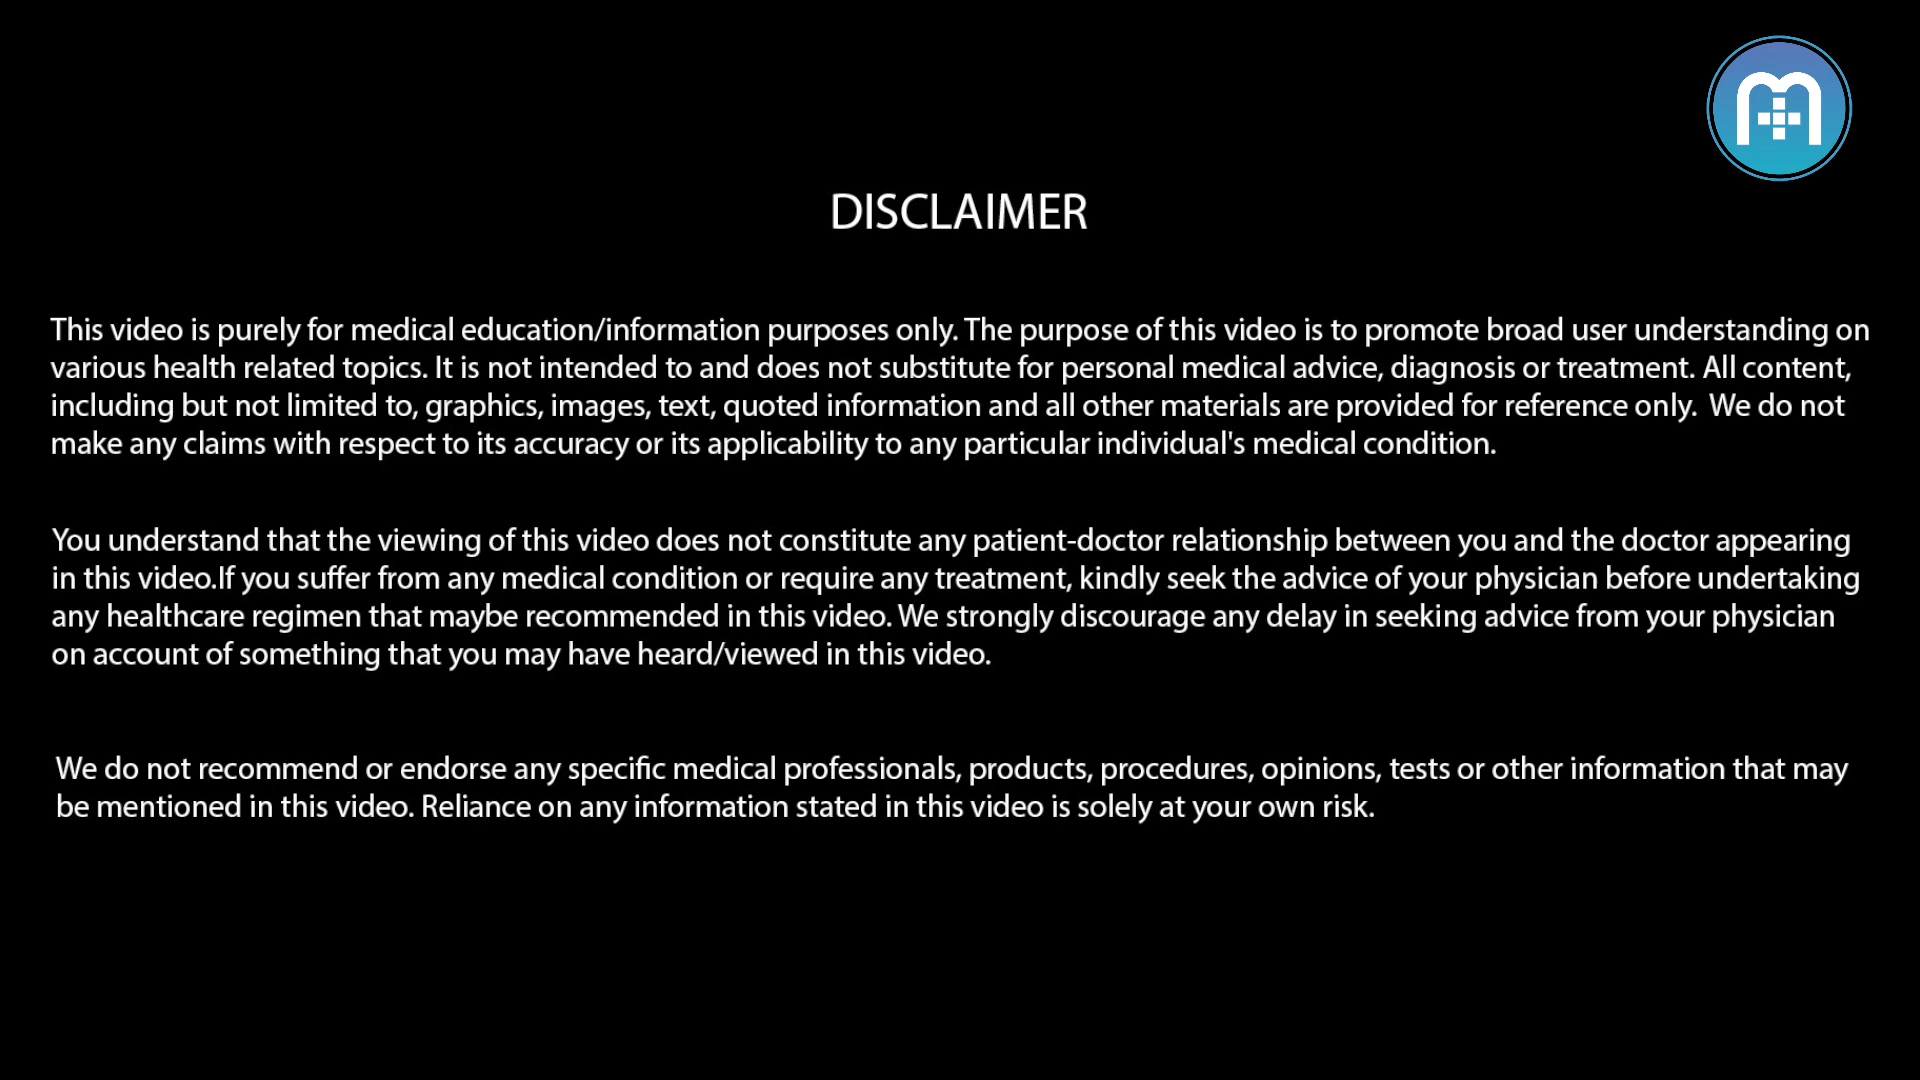 DISCLAIMER
This video is purely for medical education/information purposes only. The purpose of this video is to promote broad user understanding on
various health related topics. It is not intended to and does not substitute for personal medical advice, diagnosis or treatment. All content,
including but not limited to, graphics, images, text, quoted information and all other materials are provided for reference only.  We do not
make any claims with respect to its accuracy or its applicability to any particular individual's medical condition.
You understand that the viewing of this video does not constitute any patient-doctor relationship between you and the doctor appearing
in this video.If you suffer from any medical condition or require any treatment, kindly seek the advice of your physician before undertaking
any healthcare regimen that maybe recommended in this video. We strongly discourage any delay in seeking advice from your physician
on account of something that you may have heard/viewed in this video.
We do not recommend or endorse any specific medical professionals, products, procedures, opinions, tests or other information that may
be mentioned in this video. Reliance on any information stated in this video is solely at your own risk.